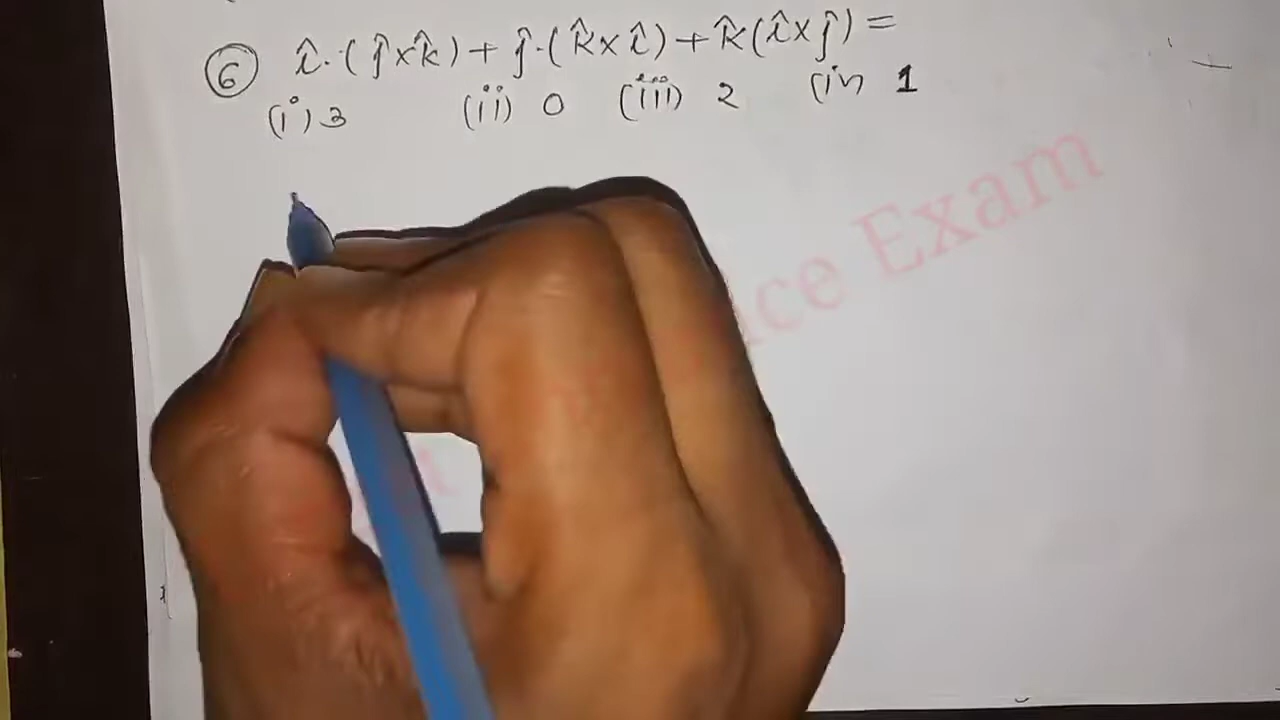 ⑥ î·(ĵ×k̂)+ĵ·(k̂×î)+k̂(î×ĵ)=
(i) 3 (ii) 0 (iii) 2 (iv) 1
Exam